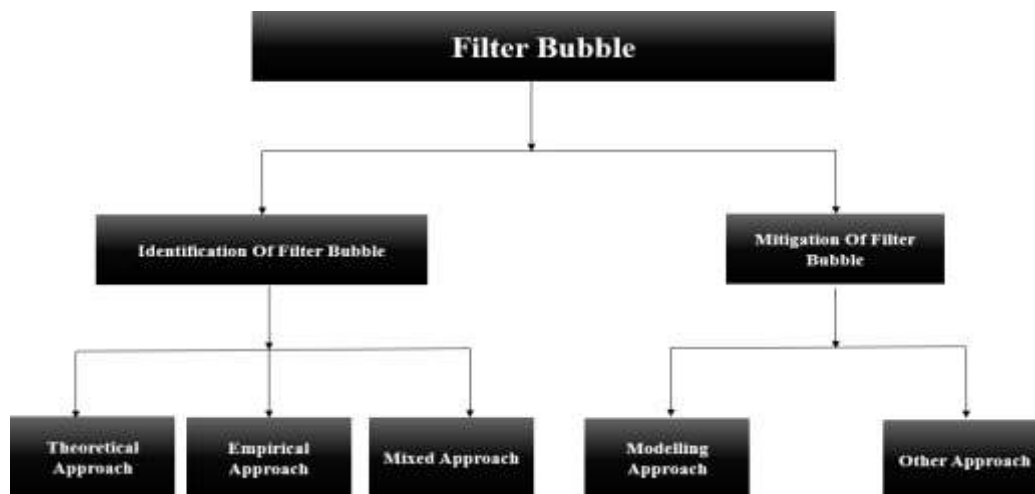 Filter Bubble
Identification Of Filter Bubble
Mitigation Of Filter
Bubble
Theoretical
Approach
Empirical
Approach
Mixed Approach
Modelling
Approach
Other Approach